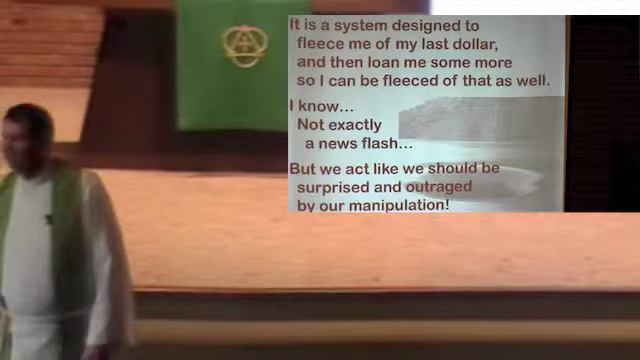 It is a system designed to
fleece me of my last dollar,
and then loan me some more
so I can be fleeced of that as well.
I know...
Not exactly
a news flash...
But we act like we should be
surprised and outraged
by our manipulation!